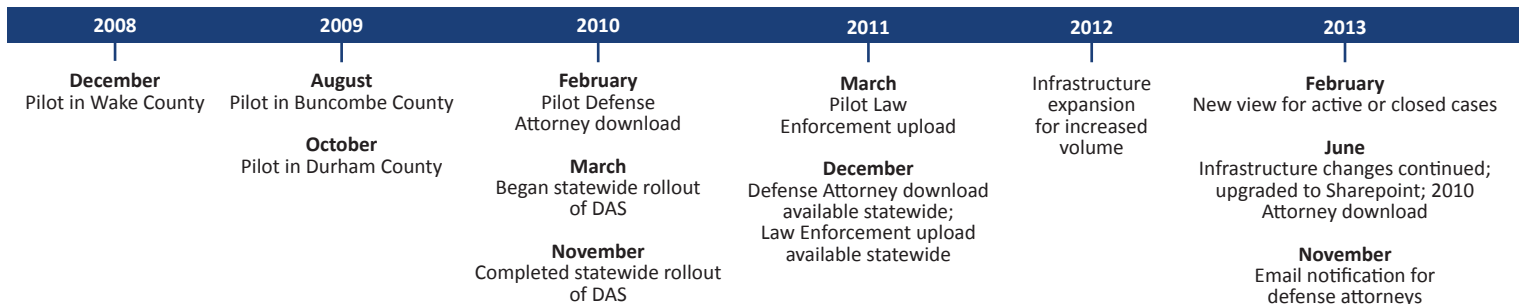 2008
2009
2010
2011
2012
2013
December
Pilot in Wake County
August
Pilot in Buncombe County
October
Pilot in Durham County
February
Pilot Defense
Attorney download
March
Began statewide rollout
of DAS
November
Completed statewide rollout
of DAS
March
Pilot Law
Enforcement upload
December
Defense Attorney download
available statewide;
Law Enforcement upload
available statewide
Infrastructure
expansion
for increased
volume
February
New view for active or closed cases
June
Infrastructure changes continued;
upgraded to Sharepoint; 2010
Attorney download
November
Email notification for
defense attorneys